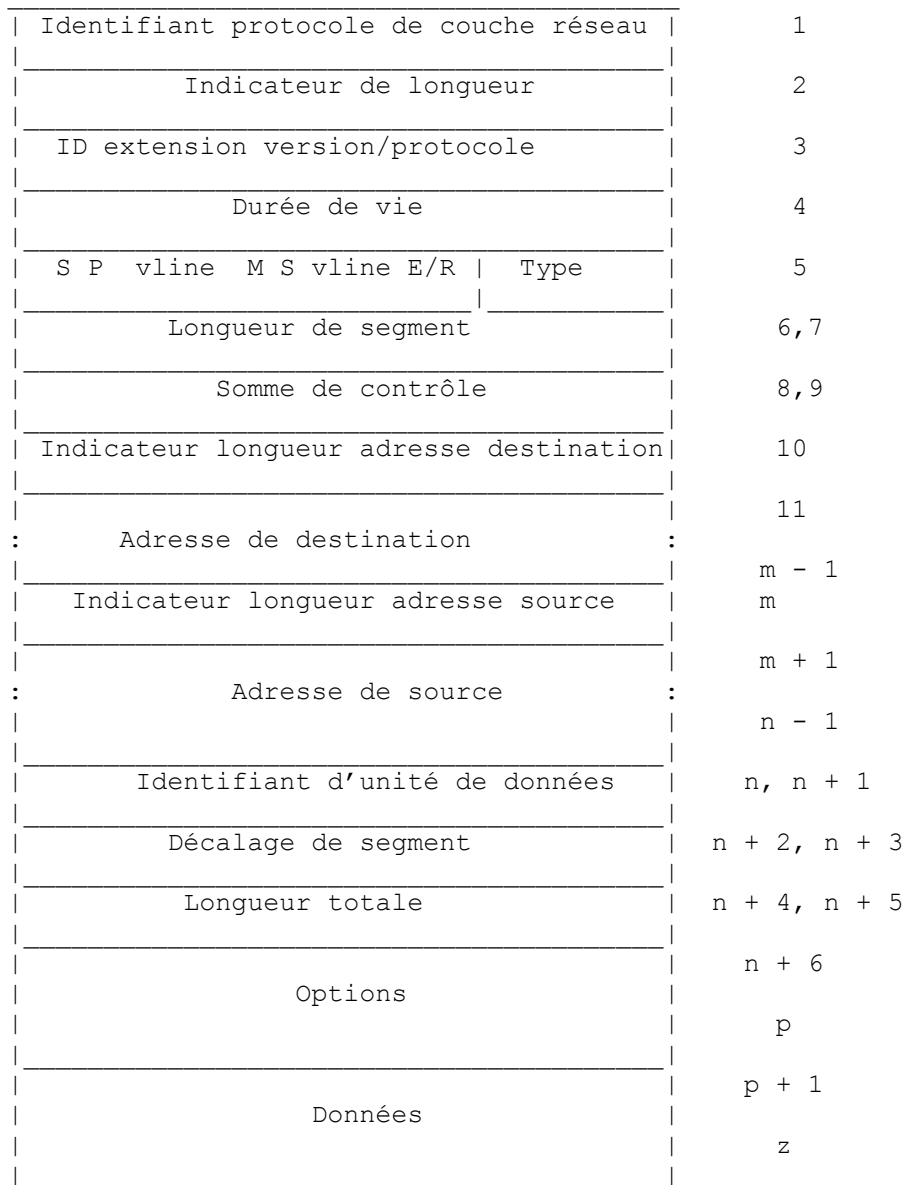 Identifiant protocole de couche réseau | 1
Indicateur de longueur | 2
ID extension version/protocole | 3
Durée de vie | 4
S P vline M S vline E/R | Type | 5
Longueur de segment | 6,7
Somme de contrôle | 8,9
Indicateur longueur adresse destination| 10
11
: Adresse de destination :
m - 1
Indicateur longueur adresse source | m
m + 1
: Adresse de source :
n - 1
Identifiant d’unité de données | n, n + 1
Décalage de segment | n + 2, n + 3
Longueur totale | n + 4, n + 5
n + 6
Options
p
p + 1
Données
z